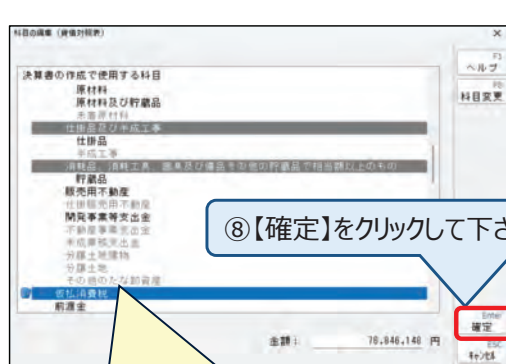 科目の編集（貸借対照表）
F1
ヘルプ
科目変更
決算書の作成で使用する科目
原材料
原材料及び貯蔵品
仕掛品及び半成工事
仕掛品
半成工事
消耗品、消耗工具、器具及び備品その他の貯蔵品で相当額以上のもの
貯蔵品
販売用不動産
仕掛販売用不動産
開発事業等支出金
不動産事業支出金
未成業務支出金
分譲土地建物
分譲土地
その他のたな卸資産
仮払消費税
前渡金
⑧【確定】をクリックして下さ
金額：
78,846,148 円
Enter
確定
ESC
キャンセル